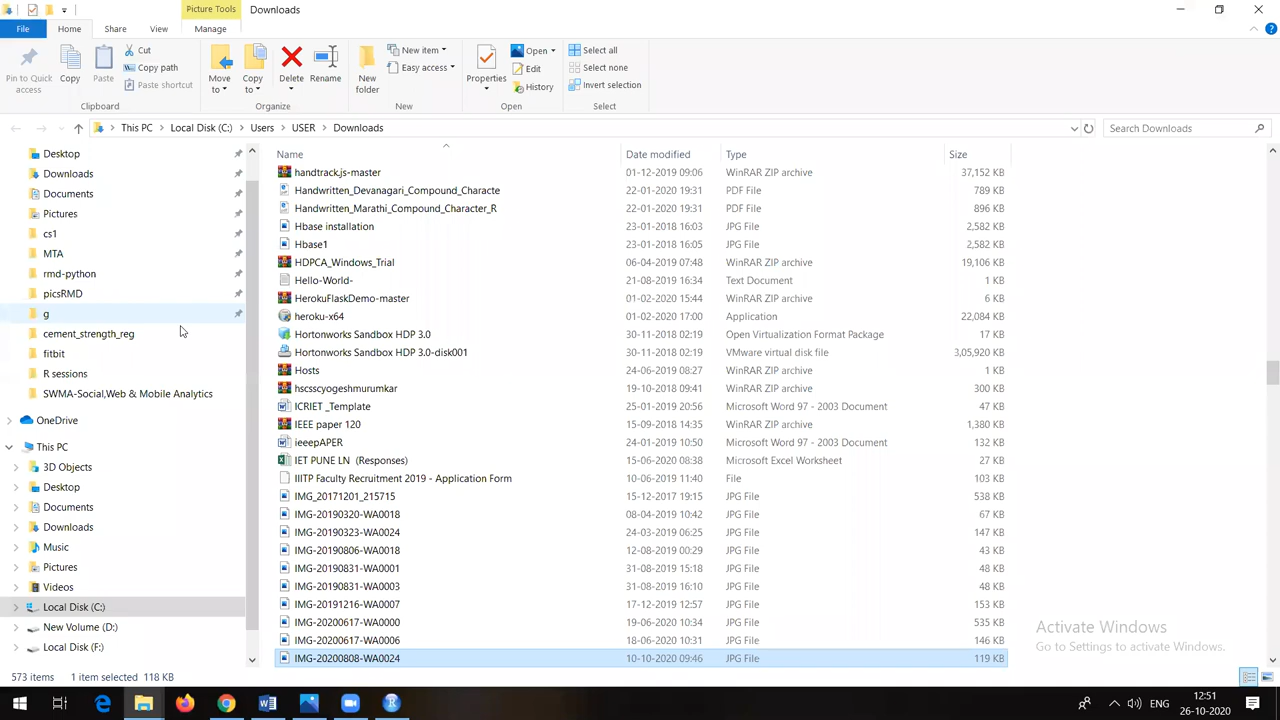 Picture Tools Downloads
File Home Share View Manage
Pin to Quick access
Copy
Paste
Cut
Copy path
Paste shortcut
Clipboard
Move to
Copy to
Delete
Rename
Organize
New folder
New item
Easy access
New
Properties
Open
Edit
History
Open
Select all
Select none
Invert selection
Select
This PC Local Disk (C:) Users USER Downloads
Search Downloads
Desktop
Downloads
Documents
Pictures
cs1
MTA
rmd-python
picsRMD
g
cement_strength_reg
fitbit
R sessions
SWMA-Social,Web & Mobile Analytics
OneDrive
This PC
3D Objects
Desktop
Documents
Downloads
Music
Pictures
Videos
Local Disk (C:)
New Volume (D:)
Local Disk (F:)
Name Date modified Type Size
handtrack.js-master 01-12-2019 09:06 WinRAR ZIP archive 37,152 KB
Handwritten_Devanagari_Compound_Characte 22-01-2020 19:31 PDF File 789 KB
Handwritten_Marathi_Compound_Character_R 22-01-2020 19:31 PDF File 896 KB
Hbase installation 23-01-2018 16:03 JPG File 2,582 KB
Hbase1 23-01-2018 16:05 JPG File 2,582 KB
HDPCA_Windows_Trial 06-04-2019 07:48 WinRAR ZIP archive 19,106 KB
Hello-World- 21-08-2019 16:34 Text Document 1 KB
HerokuFlaskDemo-master 01-02-2020 15:44 WinRAR ZIP archive 6 KB
heroku-x64 01-02-2020 17:00 Application 22,084 KB
Hortonworks Sandbox HDP 3.0 30-11-2018 02:19 Open Virtualization Format Package 17 KB
Hortonworks Sandbox HDP 3.0-disk001 30-11-2018 02:19 VMware virtual disk file 3,05,920 KB
Hosts 24-06-2019 08:27 WinRAR ZIP archive 1 KB
hscsscyogeshmurumkar 19-10-2018 09:41 WinRAR ZIP archive 300 KB
ICRIET _Template 25-01-2019 20:56 Microsoft Word 97 - 2003 Document 47 KB
IEEE paper 120 15-09-2018 14:35 WinRAR ZIP archive 1,380 KB
ieeepAPER 24-01-2019 10:50 Microsoft Word 97 - 2003 Document 132 KB
IET PUNE LN (Responses) 15-06-2020 08:38 Microsoft Excel Worksheet 27 KB
IIITP Faculty Recruitment 2019 - Application Form 10-06-2019 11:40 File 103 KB
IMG_20171201_215715 15-12-2017 19:15 JPG File 538 KB
IMG-20190320-WA0018 08-04-2019 10:42 JPG File 67 KB
IMG-20190323-WA0024 24-03-2019 06:25 JPG File 147 KB
IMG-20190806-WA0018 12-08-2019 00:29 JPG File 43 KB
IMG-20190831-WA0001 31-08-2019 15:18 JPG File 48 KB
IMG-20190831-WA0003 31-08-2019 16:10 JPG File 48 KB
IMG-20191216-WA0007 17-12-2019 12:57 JPG File 153 KB
IMG-20200617-WA0000 19-06-2020 10:34 JPG File 535 KB
IMG-20200617-WA0006 18-06-2020 10:31 JPG File 146 KB
IMG-20200808-WA0024 10-10-2020 09:46 JPG File 119 KB
Activate Windows
Go to Settings to activate Windows.
573 items 1 item selected 118 KB
ENG
12:51
26-10-2020